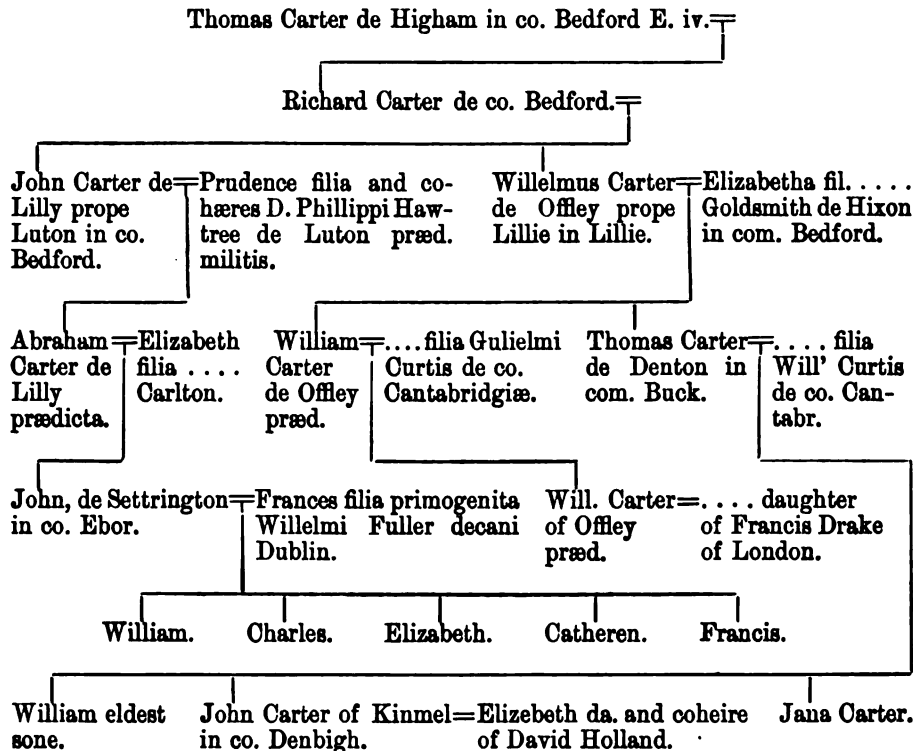 Thomas Carter de Higham in co. Bedford E. iv.
Richard Carter de co. Bedford.
John Carter de
Lilly prope
Luton in co.
Bedford.
Prudence filia and co-
hæres D. Phillippi Haw-
tree de Luton præd.
militis.
Willelmus Carter
de Offley prope
Lillie in Lillie.
Elizabetha fil. . . . .
Goldsmith de Hixon
in com. Bedford.
Abraham
Carter de
Lilly
prædicta.
Elizabeth
filia . . . .
Carlton.
William
Carter
de Offley
præd.
. . . . filia Gulielmi
Curtis de co.
Cantabridgiæ.
Thomas Carter
de Denton in
com. Buck.
. . . . filia
Will' Curtis
de co. Can-
tabr.
John, de Settrington
in co. Ebor.
Frances filia primogenita
Willelmi Fuller decani
Dublin.
Will. Carter
of Offley
præd.
. . . . daughter
of Francis Drake
of London.
William.
Charles.
Elizabeth.
Catheren.
Francis.
William eldest
sone.
John Carter of Kinmel
in co. Denbigh.
Elizebeth da. and coheire
of David Holland.
Jana Carter.